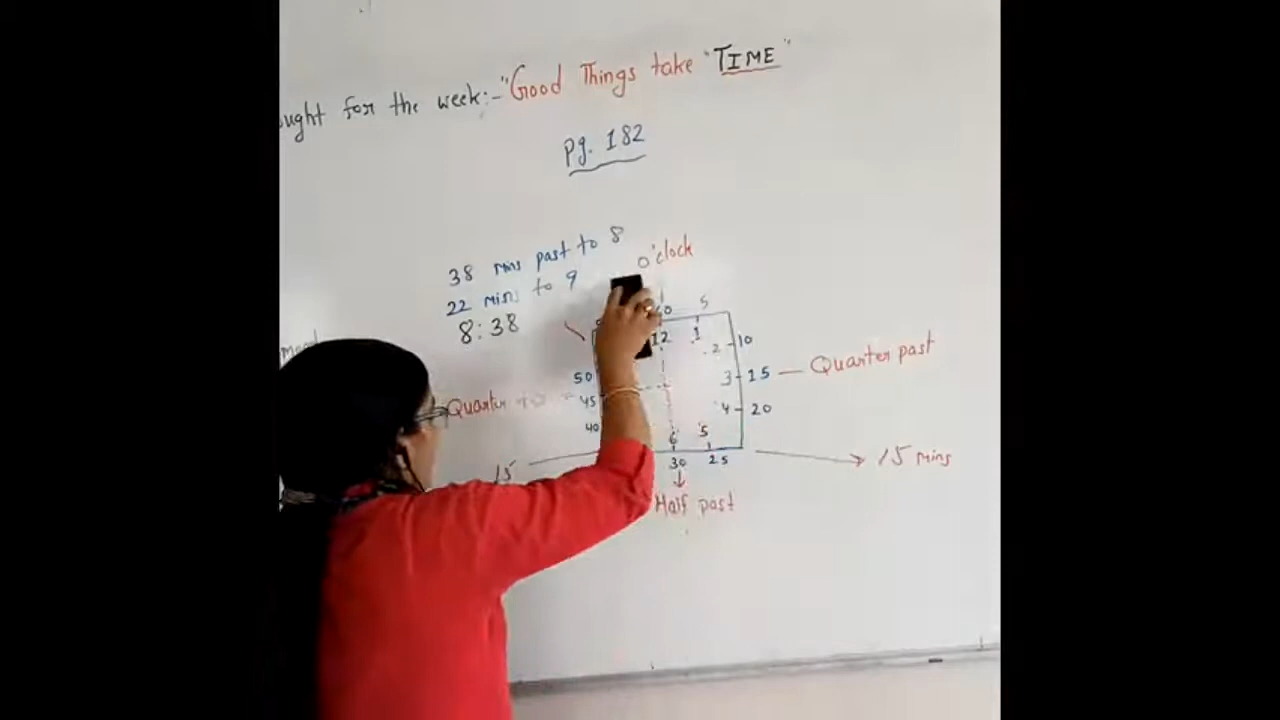 ought for the week:- "Good Things take "TIME"
Pg. 182
38 mins past to 8
22 mins to 9
8:38
o'clock
60 5
12 1
2 10
50
3 15 — Quarter past
Quarter to 45
4 20
40
6 5
30 25
15
15 mins
Half past